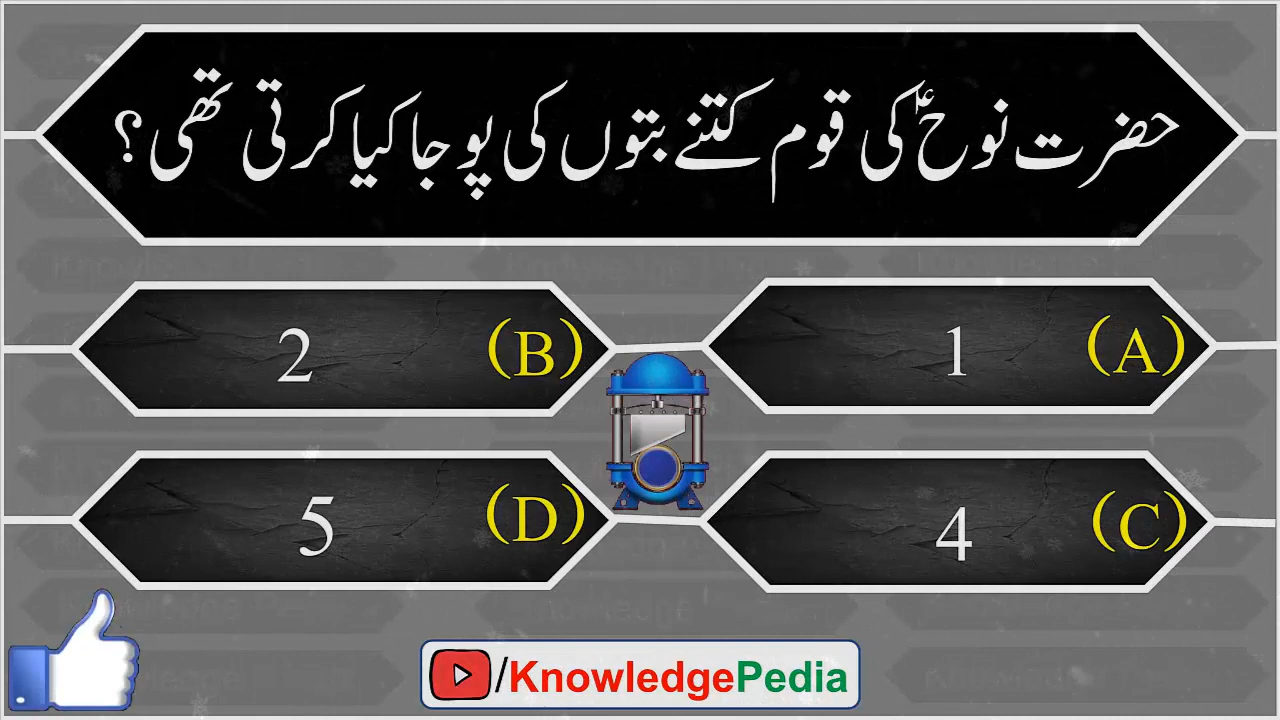 حضرت نوحؑ کی قوم کتنے بتوں کی پوجا کیا کرتی تھی؟
(A) 1
(B) 2
(C) 4
(D) 5
/KnowledgePedia